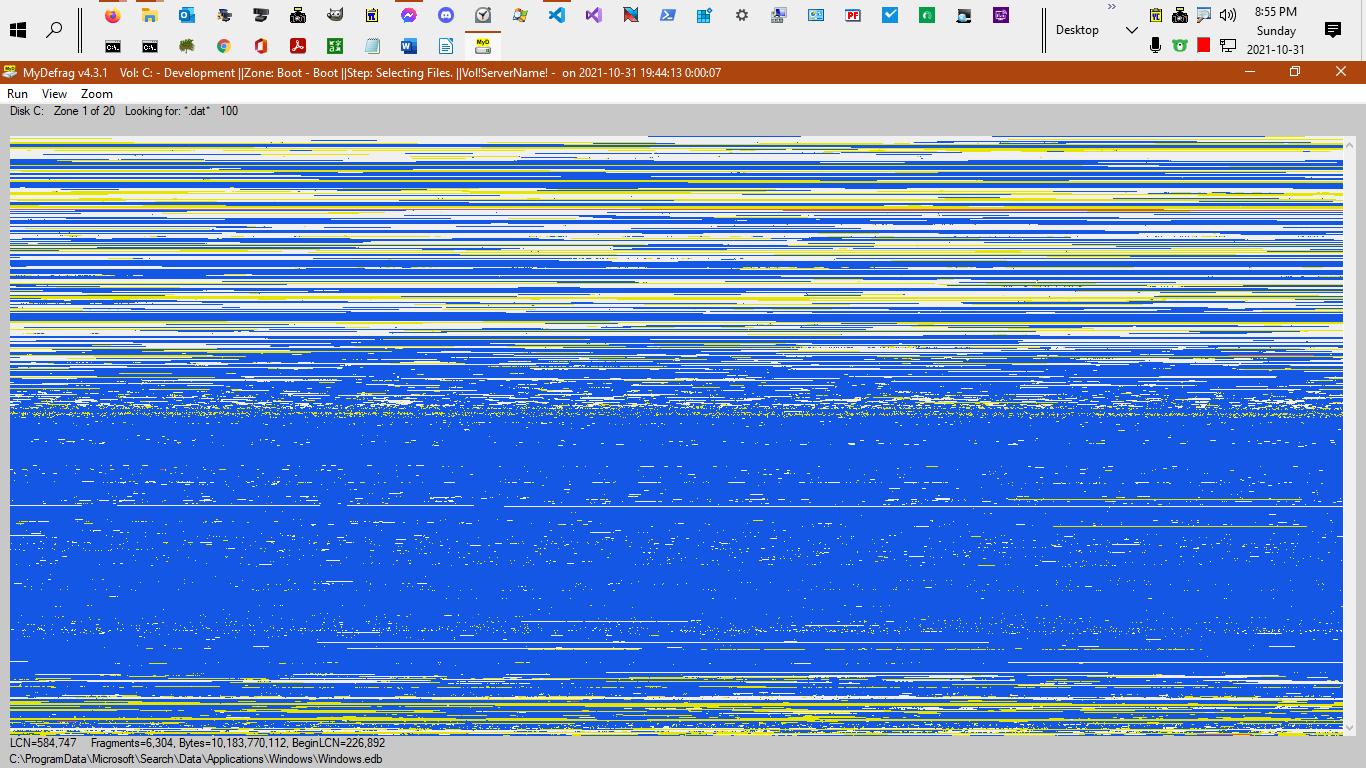 8:55 PM
Desktop
Sunday
2021-10-31
MyDefrag v4.3.1 Vol: C: - Development ||Zone: Boot - Boot ||Step: Selecting Files. ||Vol!ServerName! - on 2021-10-31 19:44:13 0:00:07
Run View Zoom
Disk C: Zone 1 of 20 Looking for: *.dat* 100
LCN=584,747 Fragments=6,304, Bytes=10,183,770,112, BeginLCN=226,892
C:\ProgramData\Microsoft\Search\Data\Applications\Windows\Windows.edb